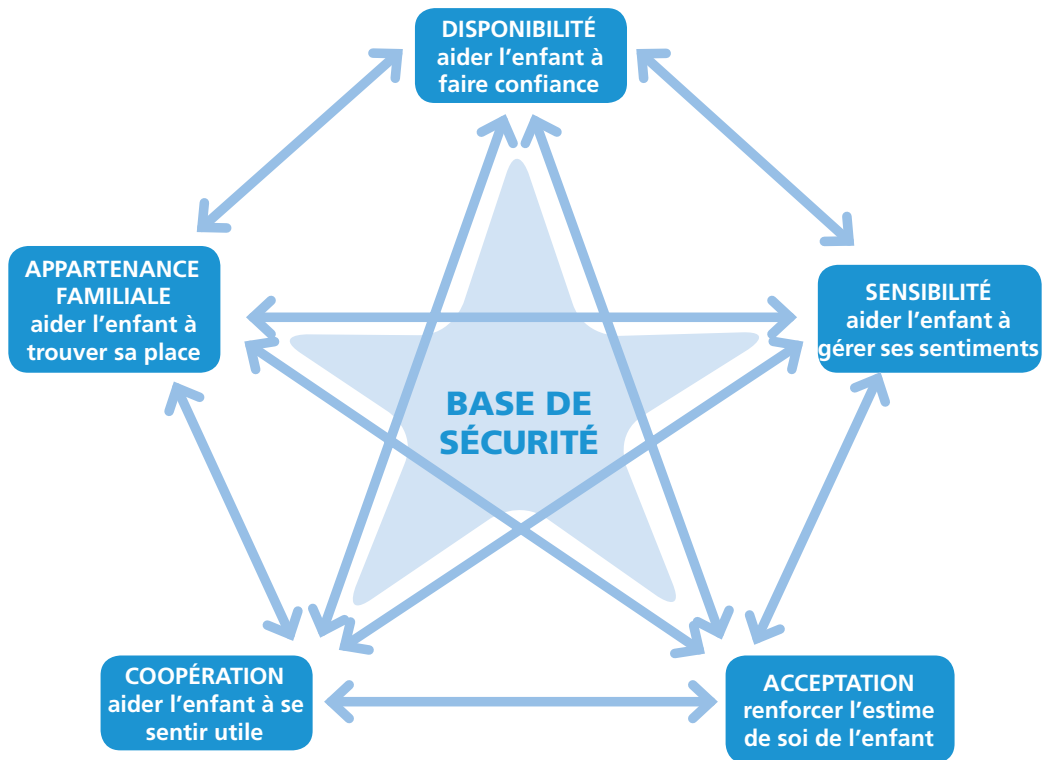 DISPONIBILITÉ
aider l’enfant à
faire confiance
APPARTENANCE
FAMILIALE
aider l’enfant à
trouver sa place
SENSIBILITÉ
aider l’enfant à
gérer ses sentiments
BASE DE
SÉCURITÉ
COOPÉRATION
aider l’enfant à se
sentir utile
ACCEPTATION
renforcer l’estime
de soi de l’enfant